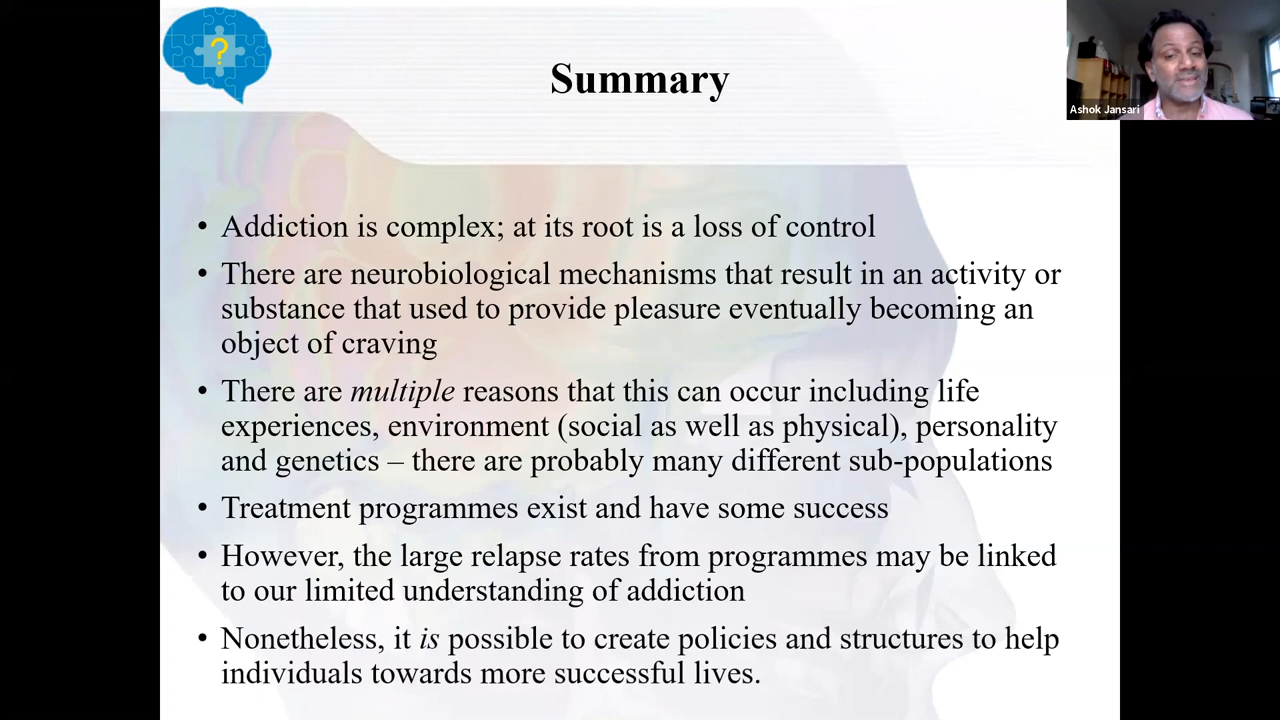 ?
Summary
Ashok Jansari
• Addiction is complex; at its root is a loss of control
• There are neurobiological mechanisms that result in an activity or
substance that used to provide pleasure eventually becoming an
object of craving
• There are multiple reasons that this can occur including life
experiences, environment (social as well as physical), personality
and genetics – there are probably many different sub-populations
• Treatment programmes exist and have some success
• However, the large relapse rates from programmes may be linked
to our limited understanding of addiction
• Nonetheless, it is possible to create policies and structures to help
individuals towards more successful lives.